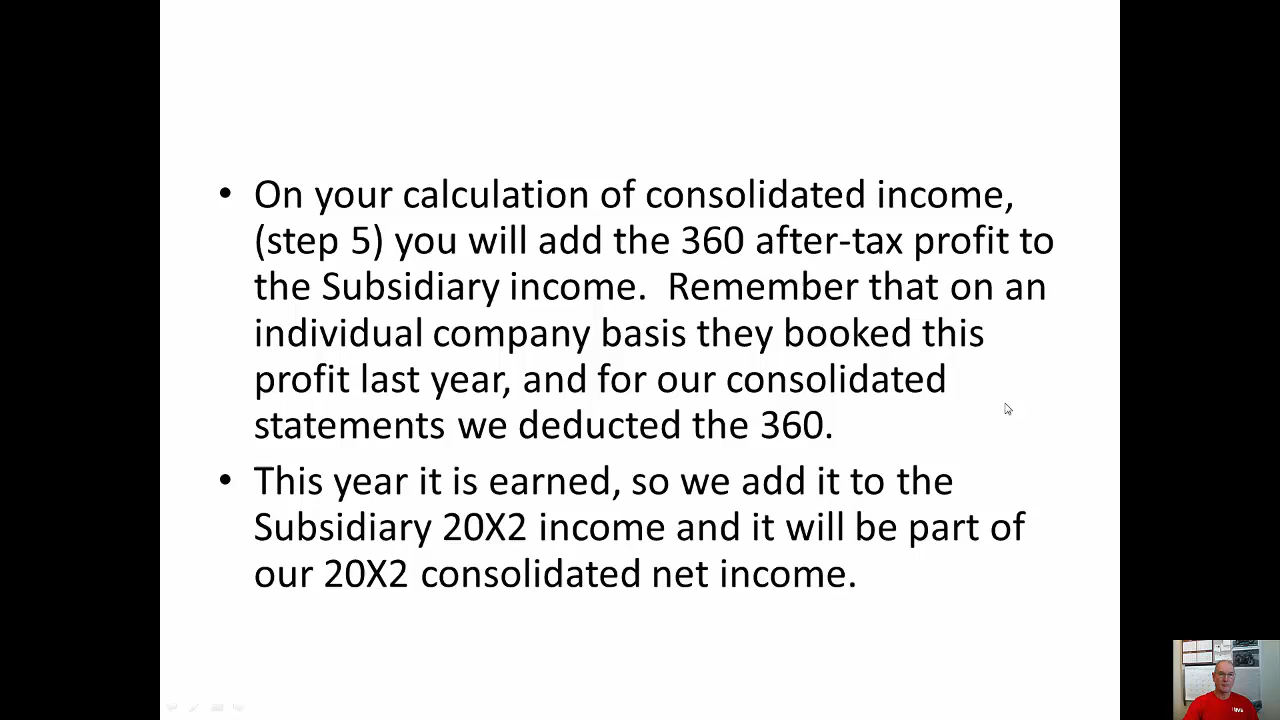 • On your calculation of consolidated income,
(step 5) you will add the 360 after-tax profit to
the Subsidiary income.  Remember that on an
individual company basis they booked this
profit last year, and for our consolidated
statements we deducted the 360.
• This year it is earned, so we add it to the
Subsidiary 20X2 income and it will be part of
our 20X2 consolidated net income.